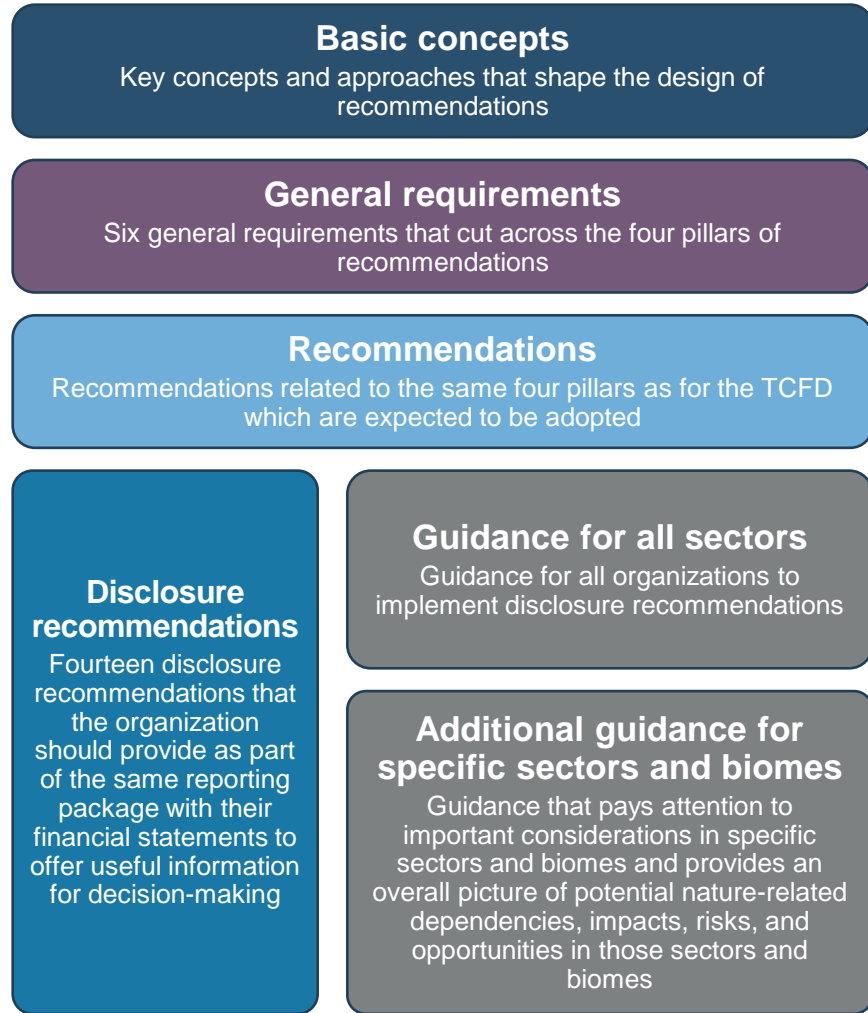 Basic concepts
Key concepts and approaches that shape the design of
recommendations
General requirements
Six general requirements that cut across the four pillars of
recommendations
Recommendations
Recommendations related to the same four pillars as for the TCFD
which are expected to be adopted
Disclosure
recommendations
Fourteen disclosure
recommendations that
the organization
should provide as part
of the same reporting
package with their
financial statements to
offer useful information
for decision-making
Guidance for all sectors
Guidance for all organizations to
implement disclosure recommendations
Additional guidance for
specific sectors and biomes
Guidance that pays attention to
important considerations in specific
sectors and biomes and provides an
overall picture of potential nature-related
dependencies, impacts, risks, and
opportunities in those sectors and
biomes